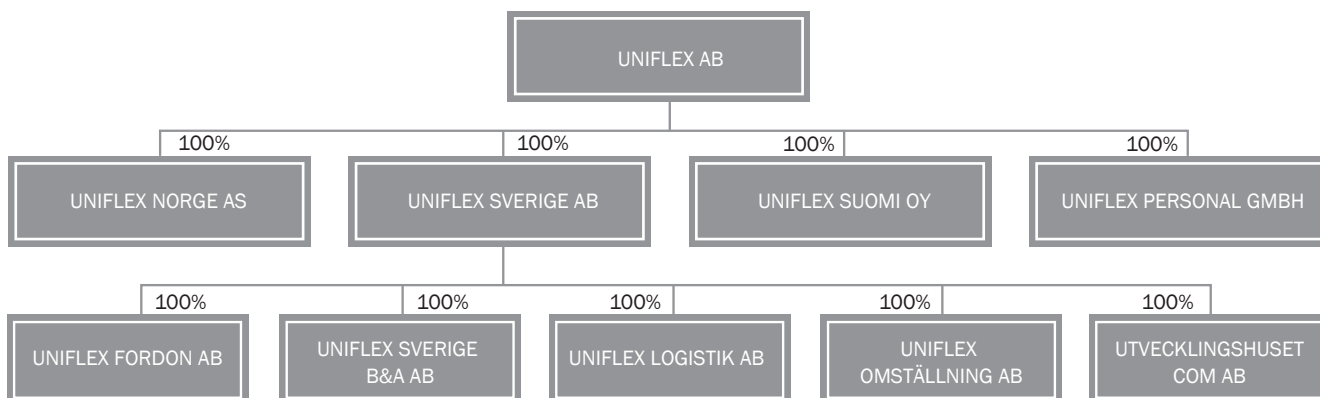 UNIFLEX AB
100% 100% 100% 100%
UNIFLEX NORGE AS UNIFLEX SVERIGE AB UNIFLEX SUOMI OY UNIFLEX PERSONAL GMBH
100% 100% 100% 100% 100%
UNIFLEX FORDON AB
UNIFLEX SVERIGE
B&A AB
UNIFLEX LOGISTIK AB
UNIFLEX
OMSTÄLLNING AB
UTVECKLINGSHUSET
COM AB